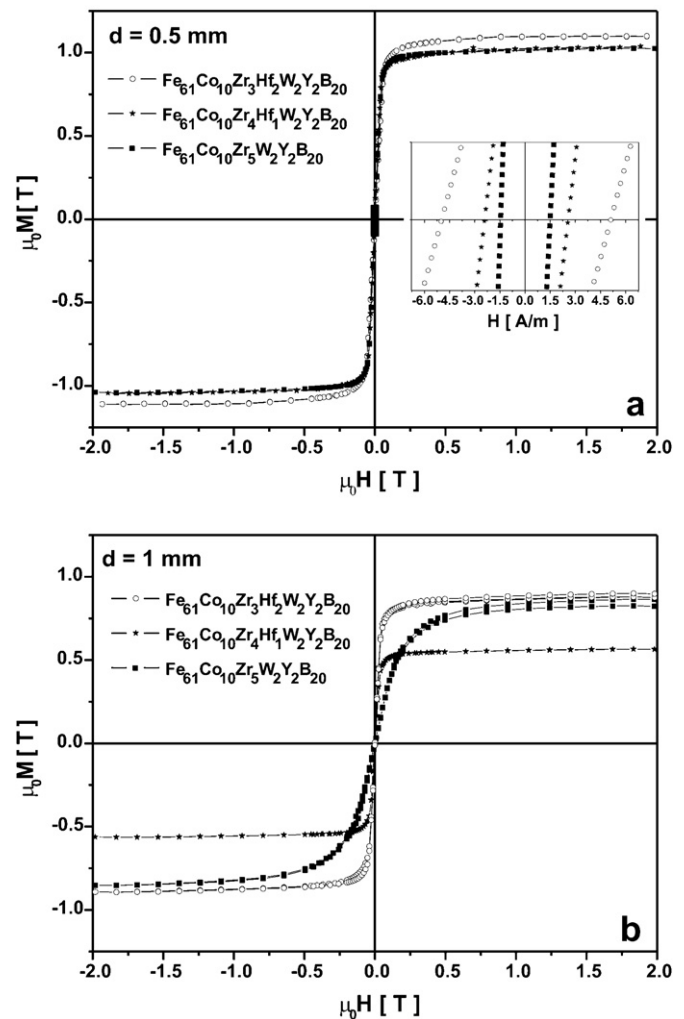 d = 0.5 mm
Fe61Co10Zr3Hf2W2Y2B20
Fe61Co10Zr4Hf1W2Y2B20
Fe61Co10Zr5W2Y2B20
μ0M [ T ]
1.0
0.5
0.0
-0.5
-1.0
-6.0 -4.5 -3.0 -1.5 0.0 1.5 3.0 4.5 6.0
H [ A/m ]
a
-2.0 -1.5 -1.0 -0.5 0.0 0.5 1.0 1.5 2.0
μ0H [ T ]
d = 1 mm
Fe61Co10Zr3Hf2W2Y2B20
Fe61Co10Zr4Hf1W2Y2B20
Fe61Co10Zr5W2Y2B20
μ0M [ T ]
1.0
0.5
0.0
-0.5
-1.0
b
-2.0 -1.5 -1.0 -0.5 0.0 0.5 1.0 1.5 2.0
μ0H [ T ]